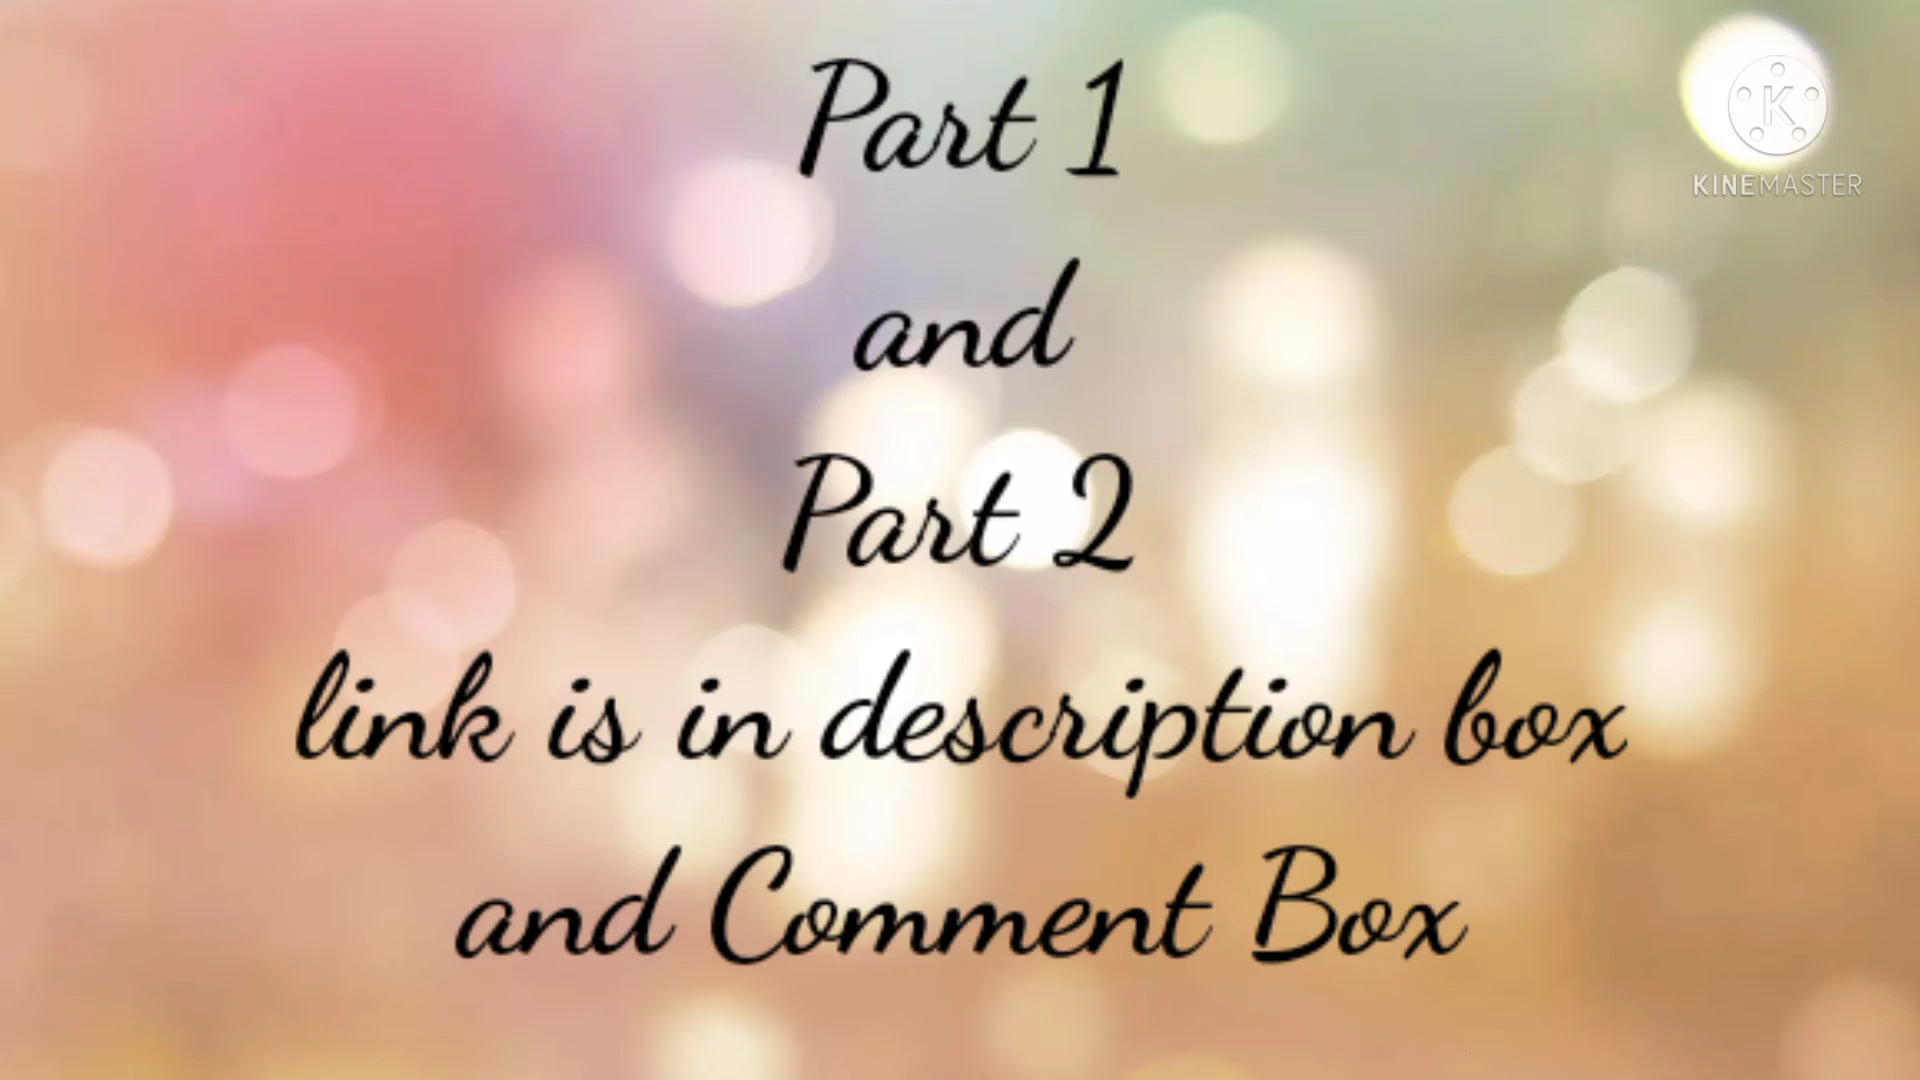 Part 1
and
Part 2
link is in description box
and Comment Box
K
KINEMASTER